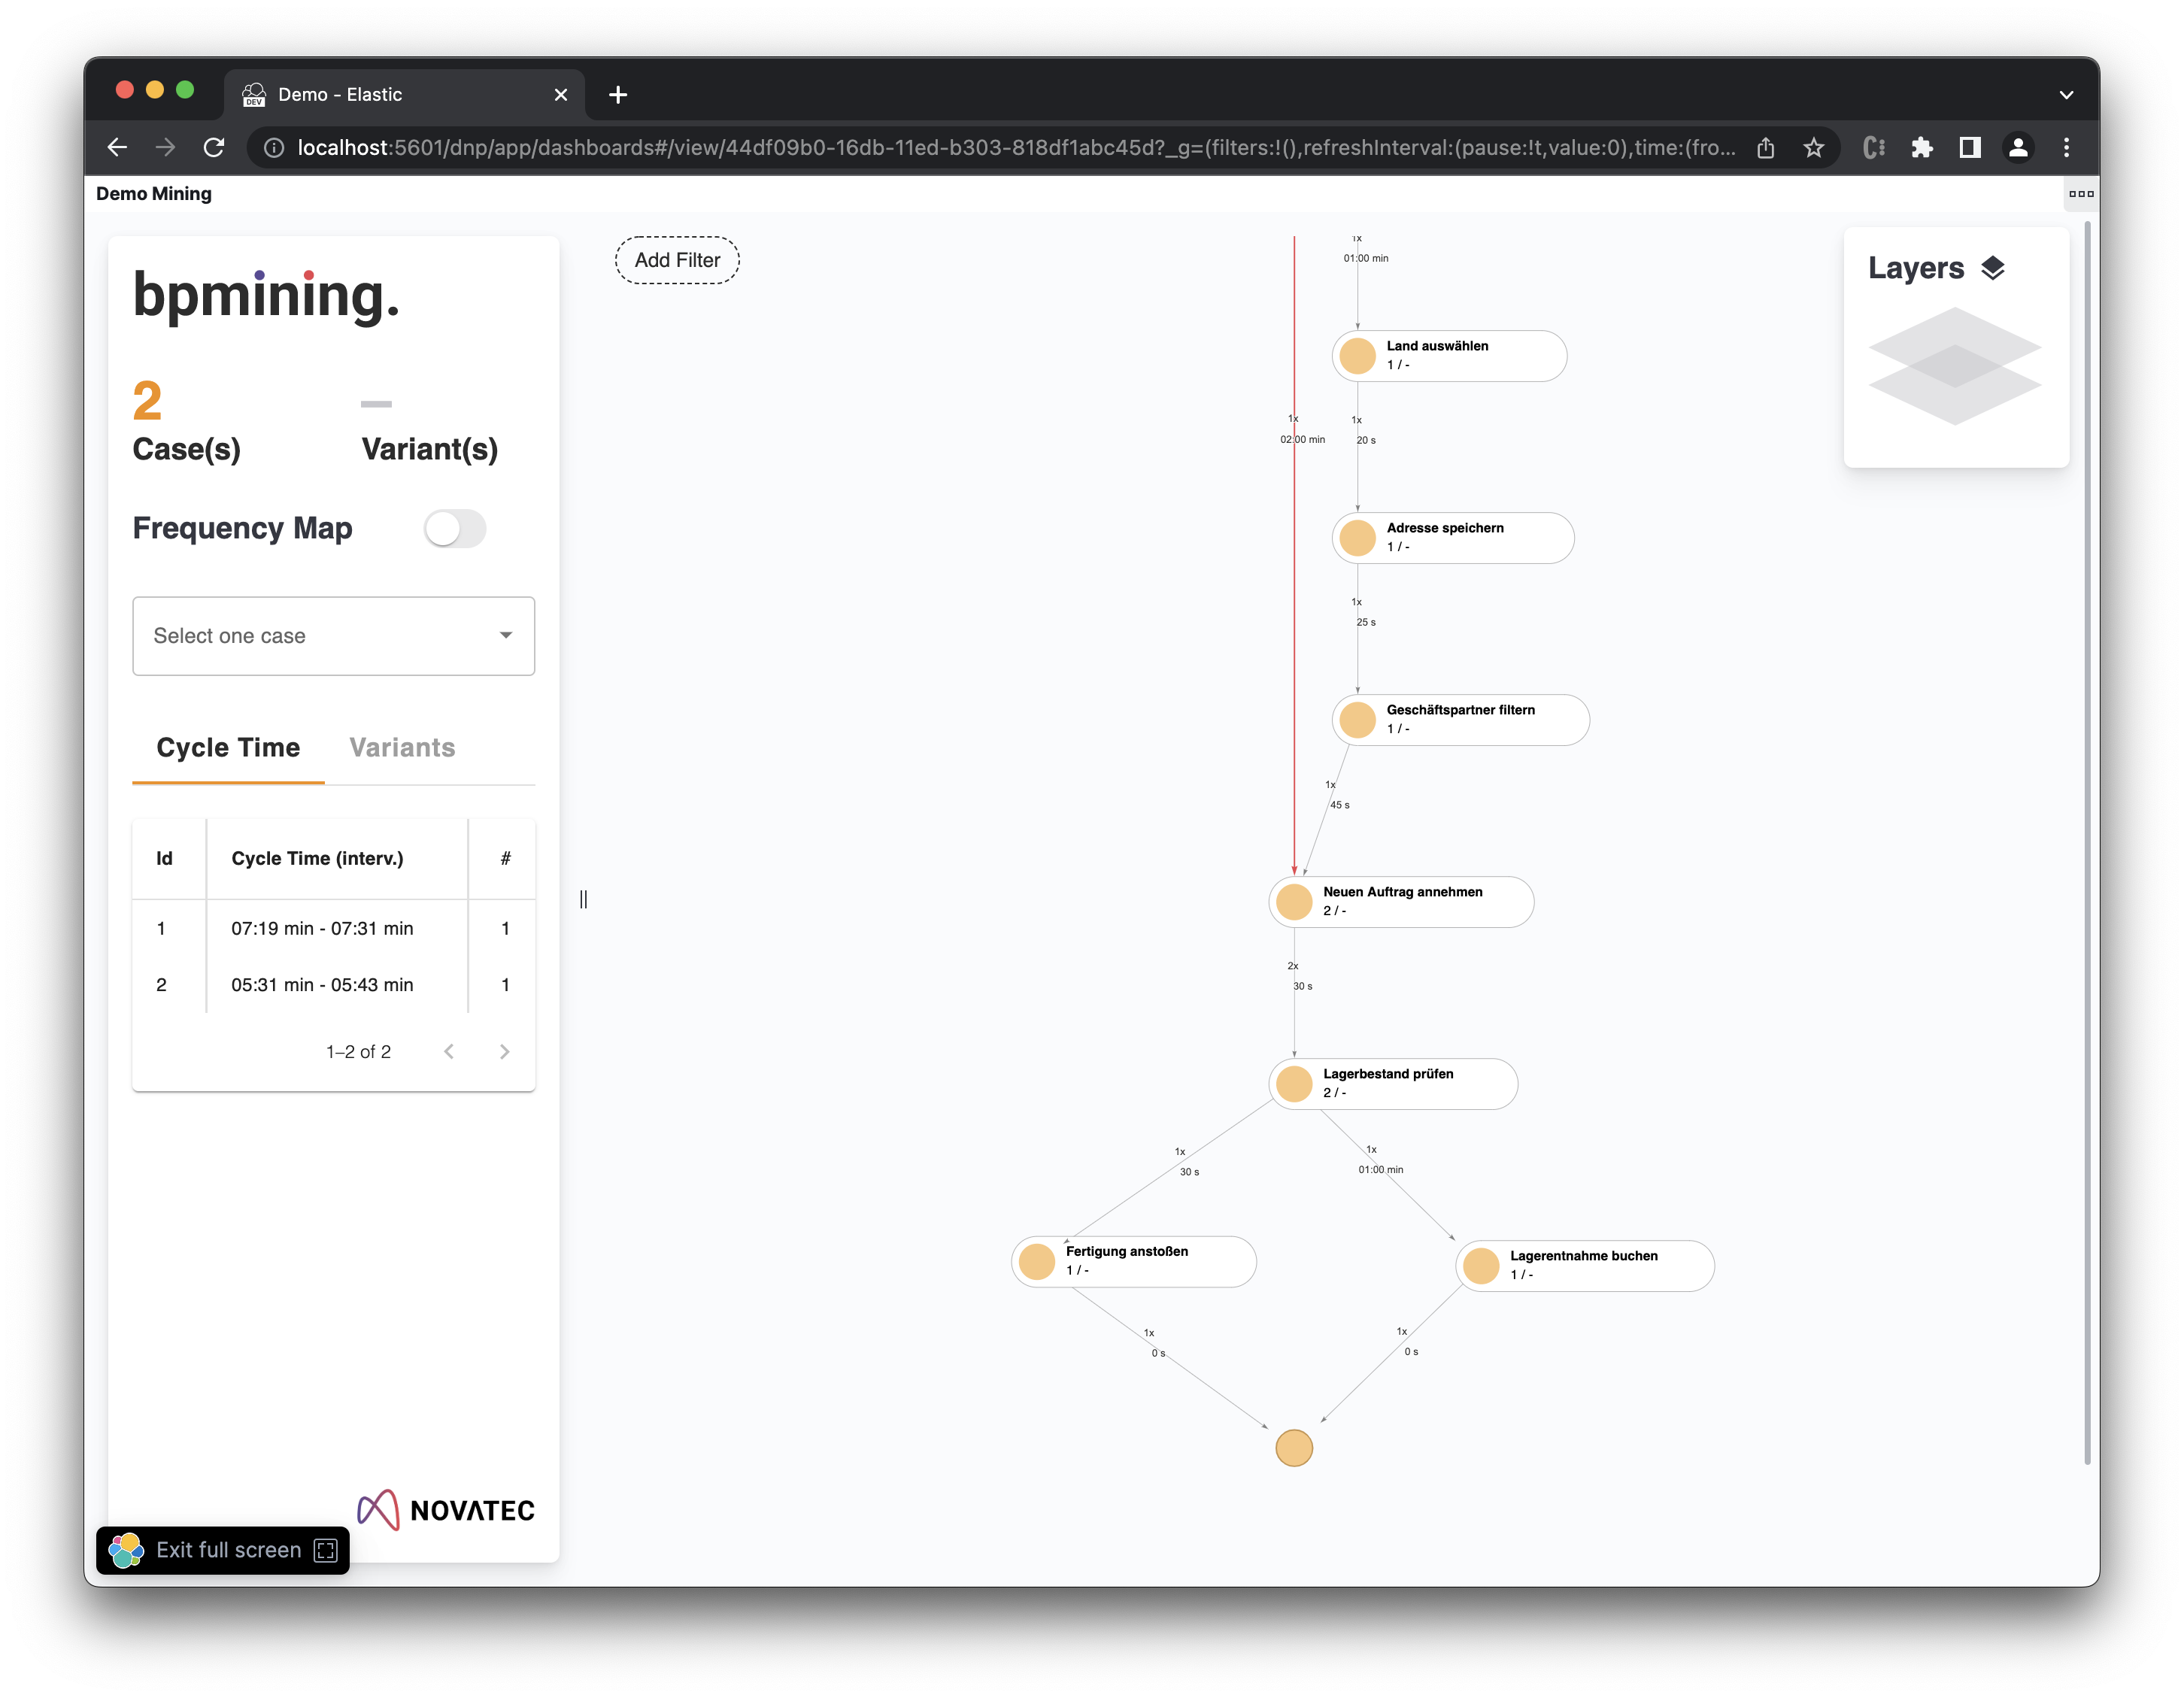 Demo - Elastic
DEV
localhost:5601/dnp/app/dashboards#/view/44df09b0-16db-11ed-b303-818df1abc45d?_g=(filters:!(),refreshInterval:(pause:!t,value:0),time:(fro...
Demo Mining
bpmining.
2
Case(s)
Variant(s)
Frequency Map
Select one case
Cycle Time Variants
Id Cycle Time (interv.) #
1 07:19 min - 07:31 min 1
2 05:31 min - 05:43 min 1
1–2 of 2
NOVATEC
Exit full screen
Add Filter
1x
01:00 min
Land auswählen
1 / -
1x
02:00 min
1x
20 s
Adresse speichern
1 / -
1x
25 s
Geschäftspartner filtern
1 / -
1x
45 s
Neuen Auftrag annehmen
2 / -
2x
30 s
Lagerbestand prüfen
2 / -
1x
30 s
1x
01:00 min
Fertigung anstoßen
1 / -
Lagerentnahme buchen
1 / -
1x
0 s
1x
0 s
Layers